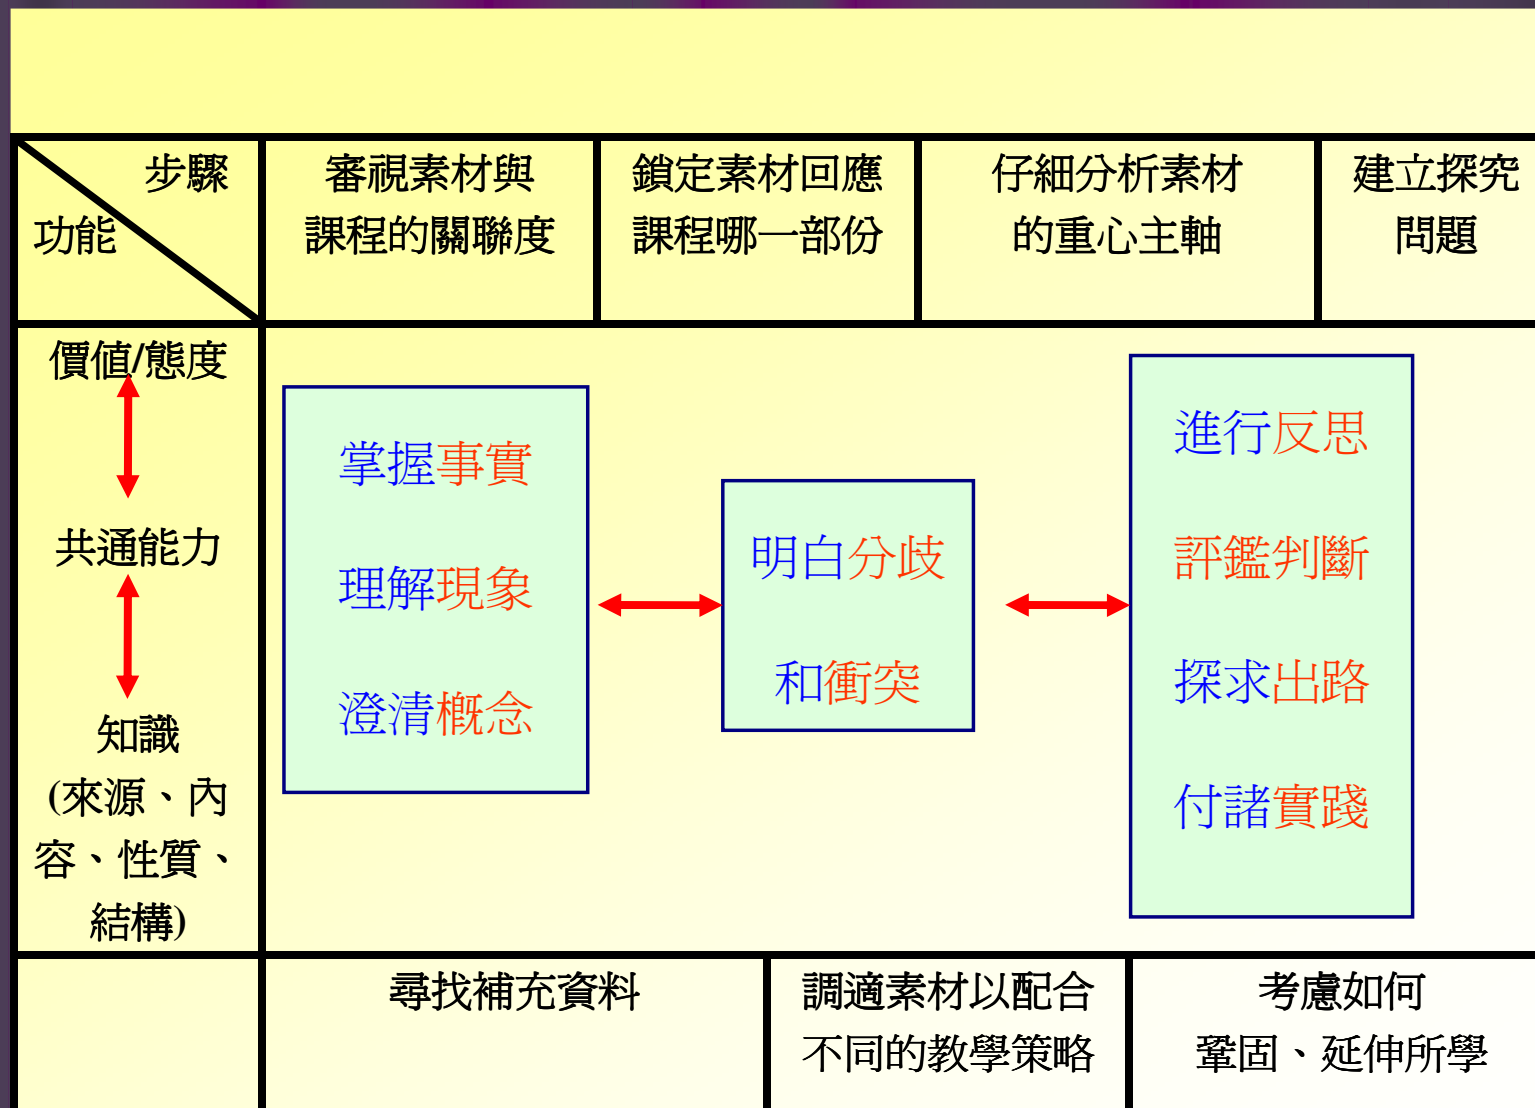 步驟
功能
審視素材與
課程的關聯度
鎖定素材回應
課程哪一部份
仔細分析素材
的重心主軸
建立探究
問題
價值/態度
共通能力
知識
(來源、內
容、性質、
結構)
掌握事實
理解現象
澄清概念
明白分歧
和衝突
進行反思
評鑑判斷
探求出路
付諸實踐
尋找補充資料
調適素材以配合
不同的教學策略
考慮如何
鞏固、延伸所學